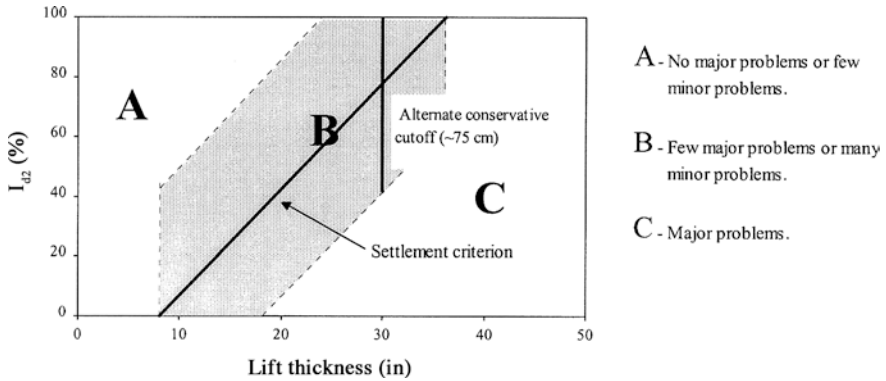 100
80
60
40
20
0
I_d2 (%)
A
B
C
Alternate conservative
cutoff (~75 cm)
Settlement criterion
0 10 20 30 40 50
Lift thickness (in)
A - No major problems or few
minor problems.
B - Few major problems or many
minor problems.
C - Major problems.